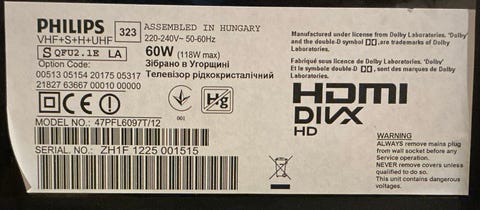 PHILIPS
VHF+S+H+UHF
S QFU2.1E LA
Option Code:
00513 05154 20175 05317
21827 63667 00010 00000
323
ASSEMBLED IN HUNGARY
220-240V~ 50-60Hz
60W (118W max)
Зібрано в Угорщині
Телевізор рідкокристалічний
CE
001
Hg
MODEL NO.: 47PFL6097T/12
SERIAL NO.: ZH1F 1225 001515
Manufactured under license from Dolby Laboratories. 'Dolby'
and the double-D symbol DD ,are trademarks of Dolby
Laboratories.
Fabriqué sous licence de Dolby Laboratories. 'Dolby'
Et le symbole double-D DD ,sont des marques de Dolby
Laboratories.
HDMI
DIVX
HD
WARNING
ALWAYS remove mains plug
from wall socket before any
Service operation.
NEVER remove covers unless
qualified to do so.
This unit contains dangerous
voltages.